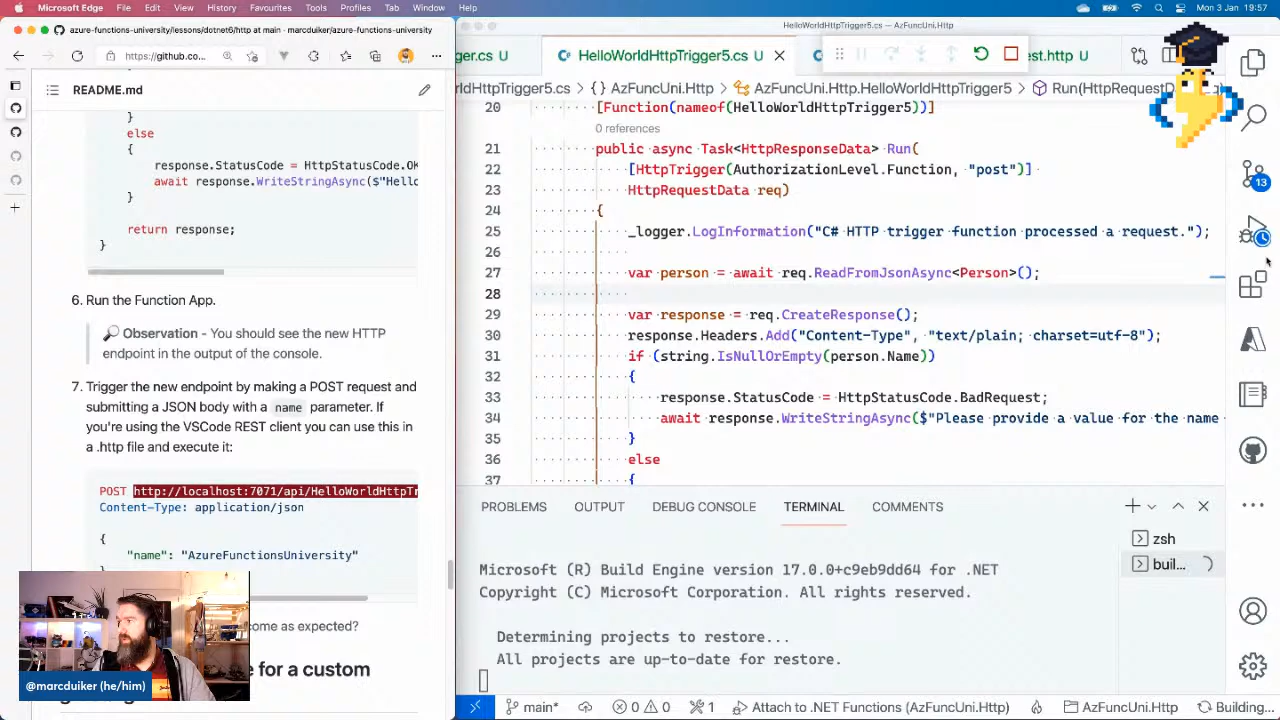 Microsoft Edge File Edit View History Favourites Tools Profiles Tab Window Help
Mon 19 Jan 19:57
azure-functions-university/lessons/dotnet6/http at main · marcduiker/azure-functions-university
HelloWorldHttpTrigger5.cs — AzFuncUni.Http
https://github.co...
ger.cs U
HelloWorldHttpTrigger5.cs U
est.http U
README.md
orldHttpTrigger5.cs > {} AzFuncUni.Http > AzFuncUni.Http.HelloWorldHttpTrigger5 > Run(HttpRequestD
}
else
{
response.StatusCode = HttpStatusCode.OK
await response.WriteStringAsync($"Hello
}
return response;
}
6. Run the Function App.
🔎 Observation - You should see the new HTTP
endpoint in the output of the console.
7. Trigger the new endpoint by making a POST request and
submitting a JSON body with a name parameter. If
you're using the VSCode REST client you can use this in
a .http file and execute it:
POST http://localhost:7071/api/HelloWorldHttpTr
Content-Type: application/json
{
"name": "AzureFunctionsUniversity"
}
come as expected?
e for a custom
@marcduiker (he/him)
20 [Function(nameof(HelloWorldHttpTrigger5))]
0 references
21 public async Task<HttpResponseData> Run(
22 [HttpTrigger(AuthorizationLevel.Function, "post")]
23 HttpRequestData req)
24 {
25 _logger.LogInformation("C# HTTP trigger function processed a request.");
27 var person = await req.ReadFromJsonAsync<Person>();
28
29 var response = req.CreateResponse();
30 response.Headers.Add("Content-Type", "text/plain; charset=utf-8");
31 if (string.IsNullOrEmpty(person.Name))
32 {
33 response.StatusCode = HttpStatusCode.BadRequest;
34 await response.WriteStringAsync($"Please provide a value for the name
35 }
36 else
37 {
13
PROBLEMS OUTPUT DEBUG CONSOLE TERMINAL COMMENTS
zsh
buil...
Microsoft (R) Build Engine version 17.0.0+c9eb9dd64 for .NET
Copyright (C) Microsoft Corporation. All rights reserved.
Determining projects to restore...
All projects are up-to-date for restore.
main* 0 0 1 Attach to .NET Functions (AzFuncUni.Http) AzFuncUni.Http Building...